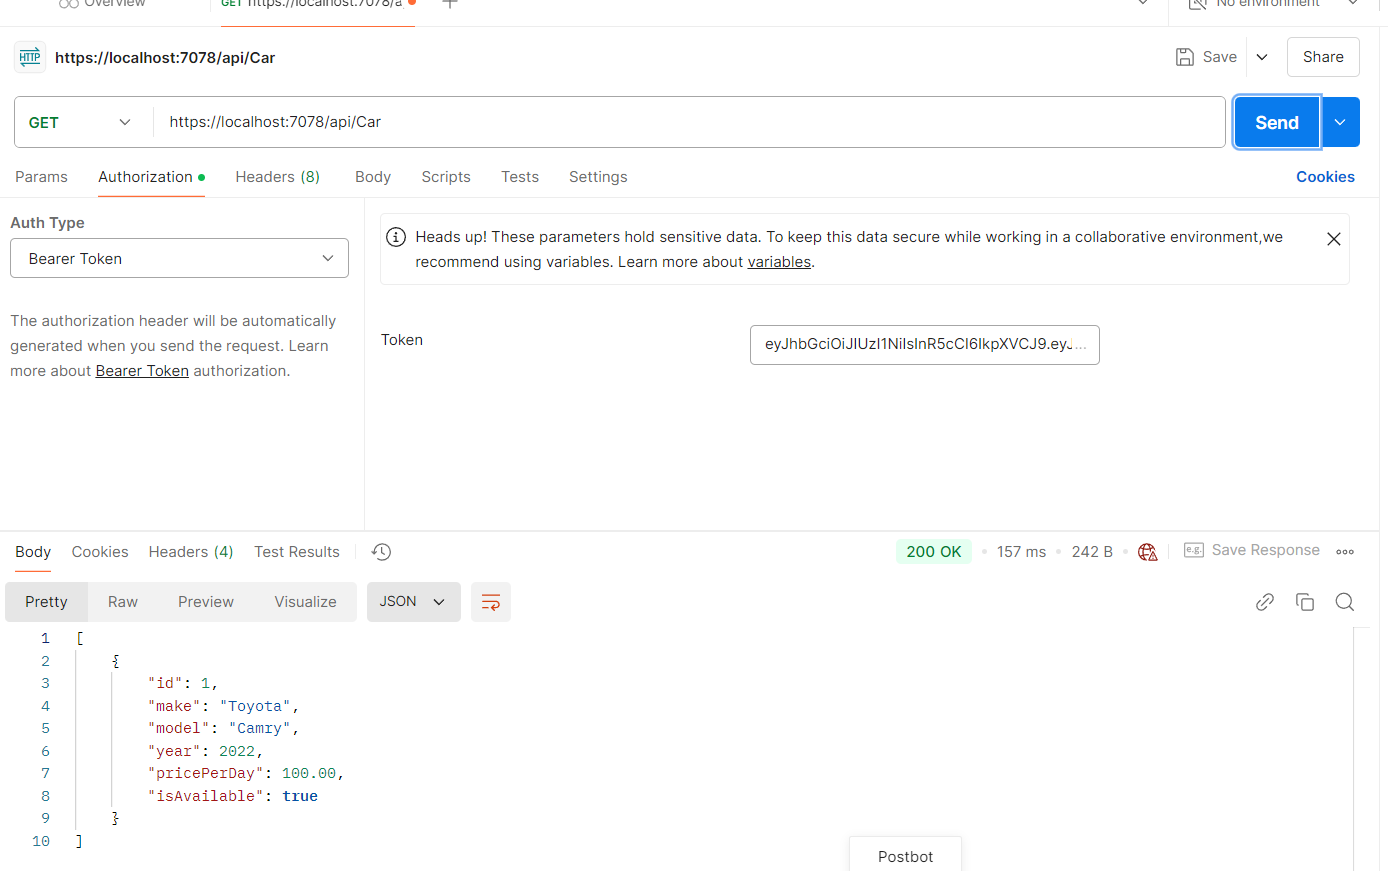 Overview
GET https://localhost:7078/a
No environment
HTTP https://localhost:7078/api/Car
Save
Share
GET
https://localhost:7078/api/Car
Send
Params
Authorization
Headers (8)
Body
Scripts
Tests
Settings
Cookies
Auth Type
Bearer Token
The authorization header will be automatically
generated when you send the request. Learn
more about Bearer Token authorization.
Heads up! These parameters hold sensitive data. To keep this data secure while working in a collaborative environment,we
recommend using variables. Learn more about variables.
Token
eyJhbGciOiJIUzI1NiIsInR5cCI6IkpXVCJ9.eyJ...
Body
Cookies
Headers (4)
Test Results
200 OK
157 ms
242 B
e.g.
Save Response
Pretty
Raw
Preview
Visualize
JSON
1 [
2 {
3 "id": 1,
4 "make": "Toyota",
5 "model": "Camry",
6 "year": 2022,
7 "pricePerDay": 100.00,
8 "isAvailable": true
9 }
10 ]
Postbot